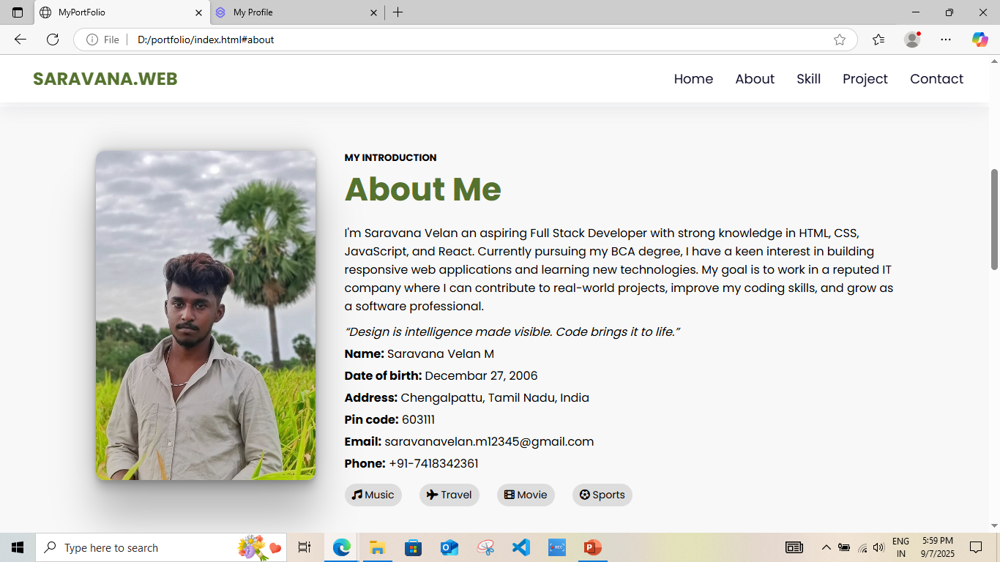 MyPortFolio
My Profile
File
D:/portfolio/index.html#about
SARAVANA.WEB
Home About Skill Project Contact
MY INTRODUCTION
About Me
I'm Saravana Velan an aspiring Full Stack Developer with strong knowledge in HTML, CSS,
JavaScript, and React. Currently pursuing my BCA degree, I have a keen interest in building
responsive web applications and learning new technologies. My goal is to work in a reputed IT
company where I can contribute to real-world projects, improve my coding skills, and grow as
a software professional.
“Design is intelligence made visible. Code brings it to life.”
Name: Saravana Velan M
Date of birth: Decembar 27, 2006
Address: Chengalpattu, Tamil Nadu, India
Pin code: 603111
Email: saravanavelan.m12345@gmail.com
Phone: +91-7418342361
Music Travel Movie Sports
Type here to search
REC
P
ENG
IN
5:59 PM
9/7/2025